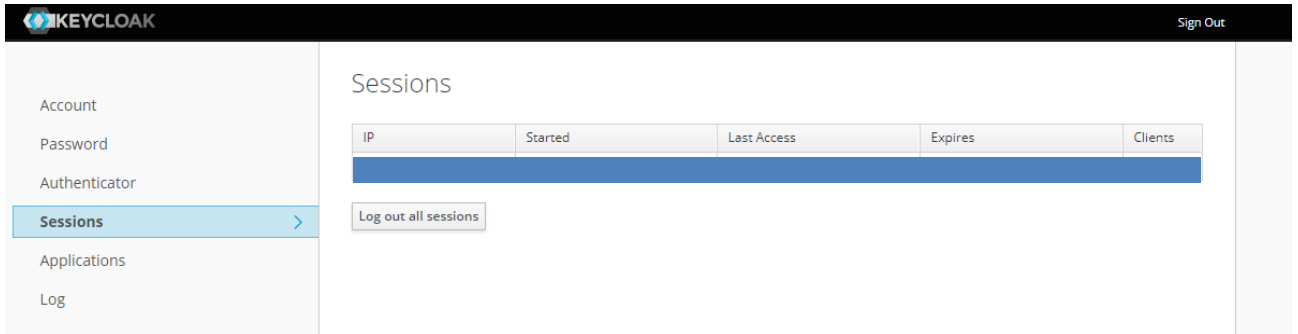 KEYCLOAK
Sign Out
Account
Password
Authenticator
Sessions
Applications
Log
Sessions
IP Started Last Access Expires Clients
Log out all sessions